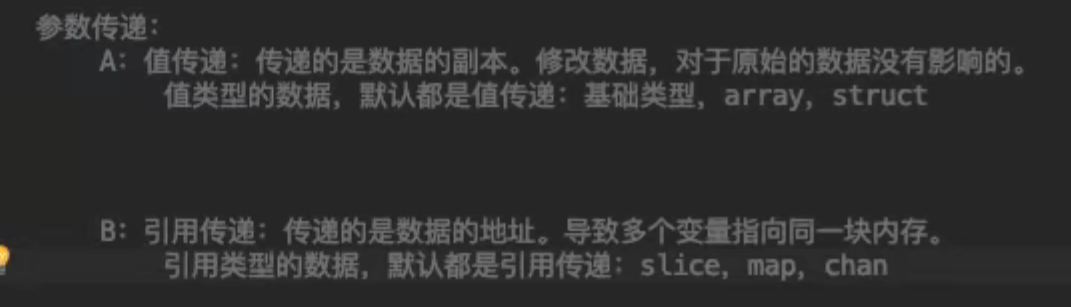 参数传递：
A：值传递：传递的是数据的副本。修改数据，对于原始的数据没有影响的。
值类型的数据，默认都是值传递：基础类型，array，struct
B：引用传递：传递的是数据的地址。导致多个变量指向同一块内存。
引用类型的数据，默认都是引用传递：slice，map，chan